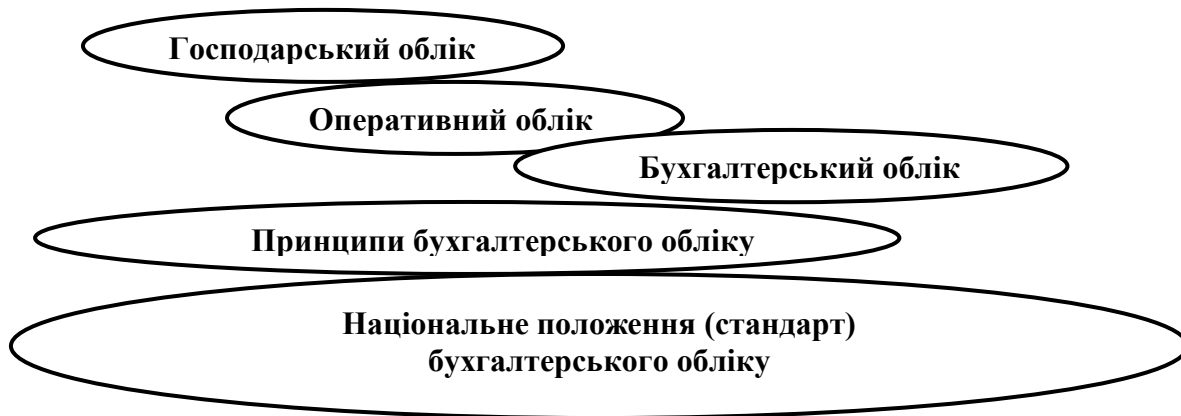 Господарський облік
Оперативний облік
Бухгалтерський облік
Принципи бухгалтерського обліку
Національне положення (стандарт)
бухгалтерського обліку